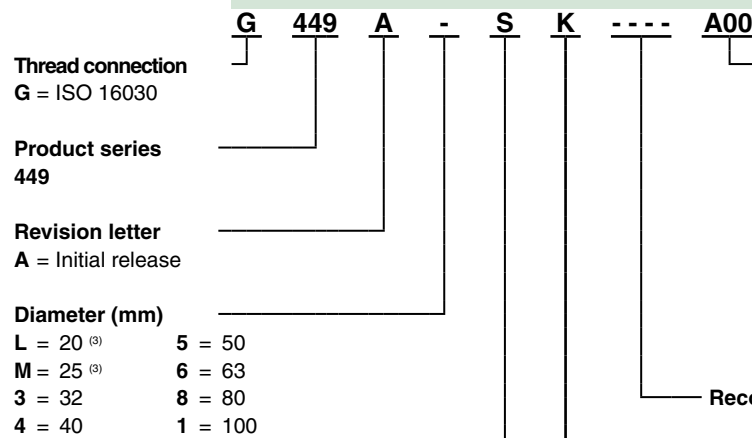 G 449 A - S K - - - - A00
Thread connection
G = ISO 16030
Product series
449
Revision letter
A = Initial release
Diameter (mm)
L = 20 (3) 5 = 50
M = 25 (3) 6 = 63
3 = 32 8 = 80
4 = 40 1 = 100